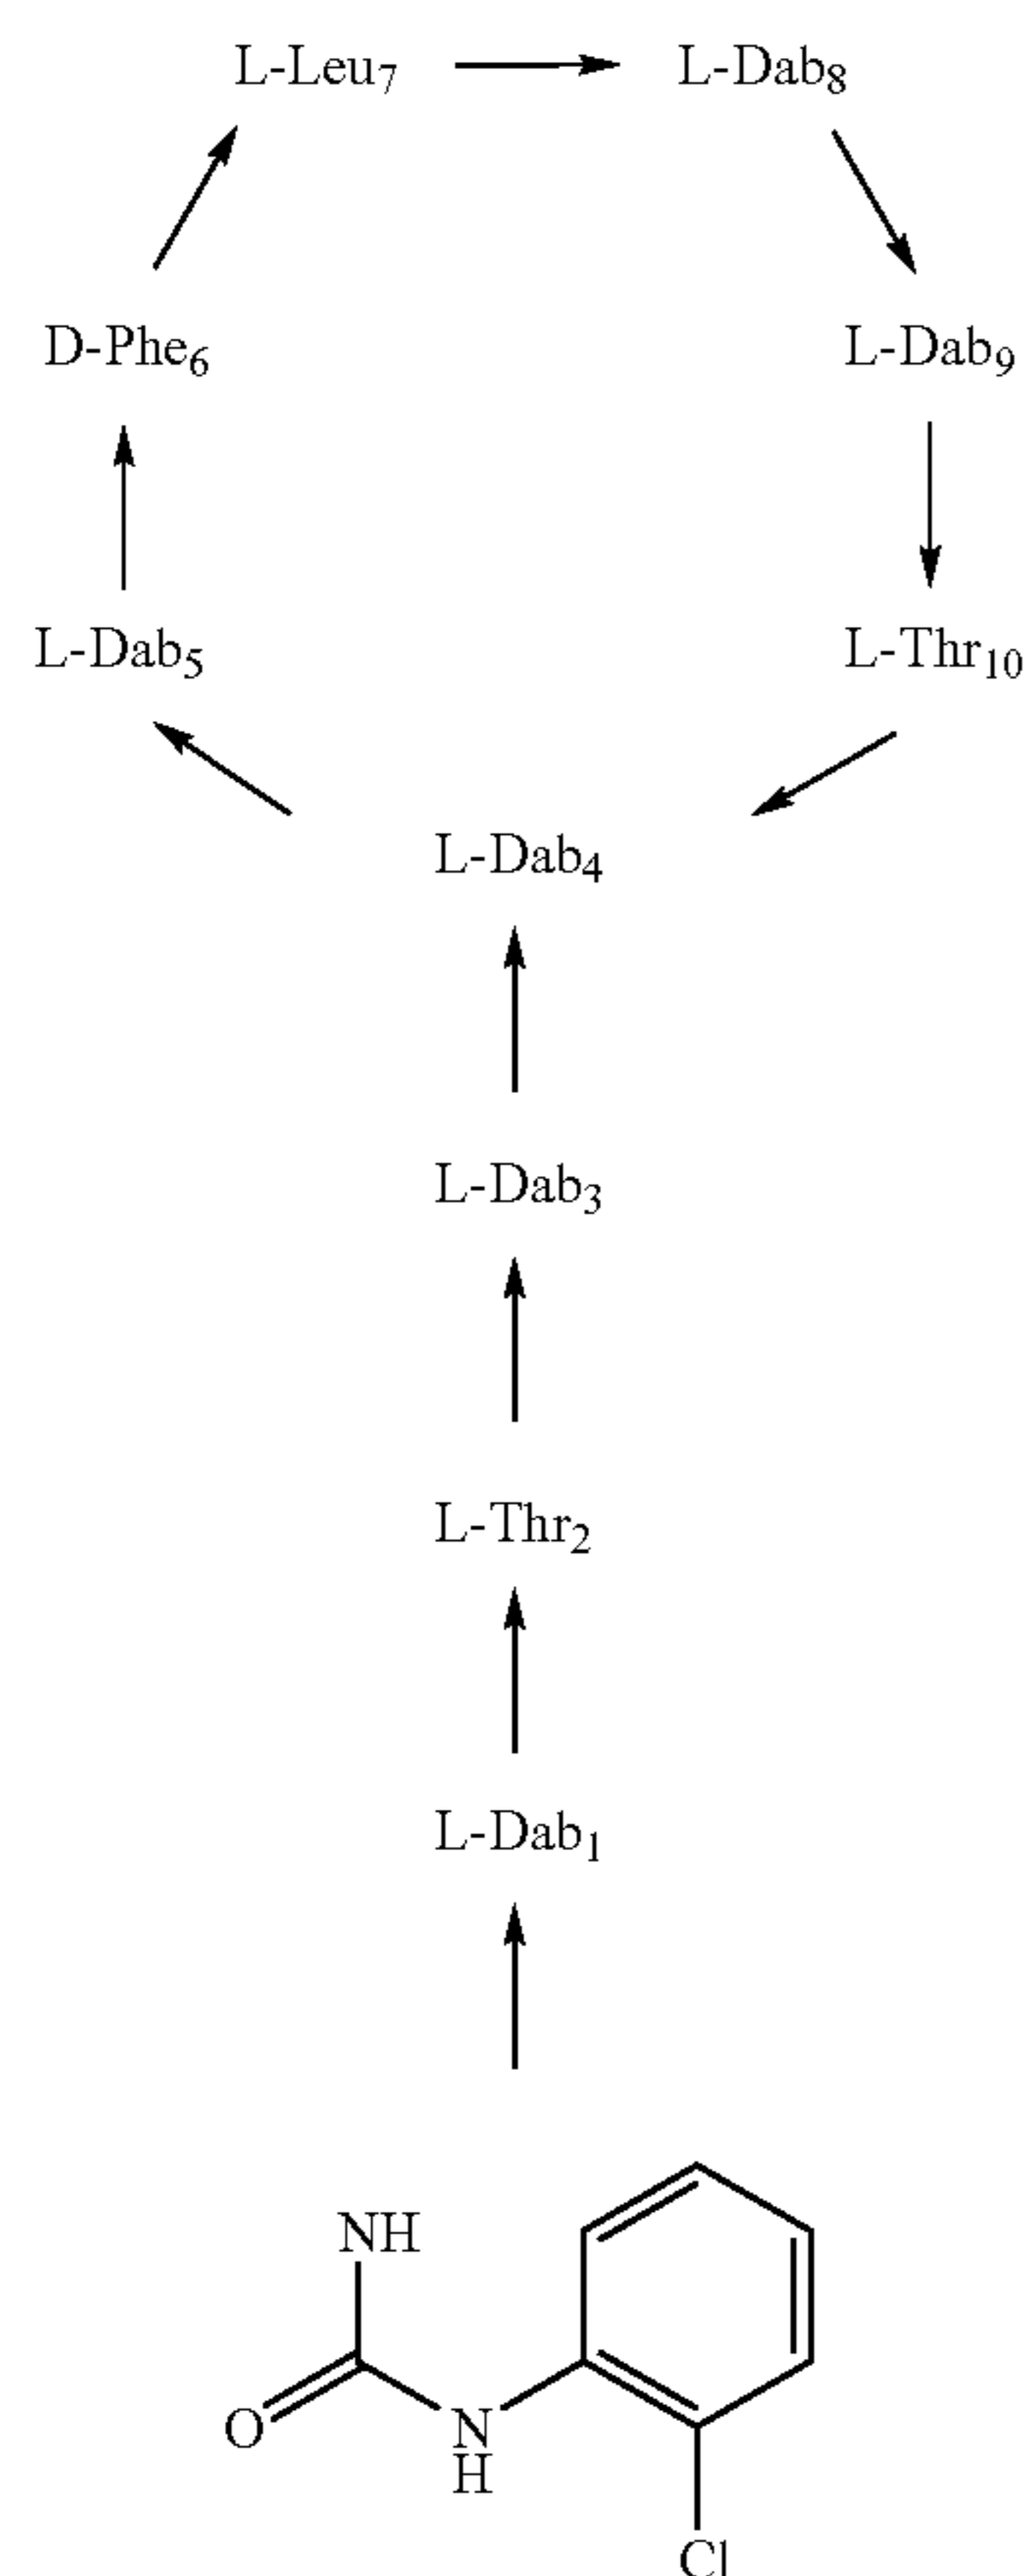 L-Leu₇ L-Dab₈
D-Phe₆ L-Dab₉
L-Dab₅ L-Thr₁₀
L-Dab₄
L-Dab₃
L-Thr₂
L-Dab₁
NH
O N
H
Cl